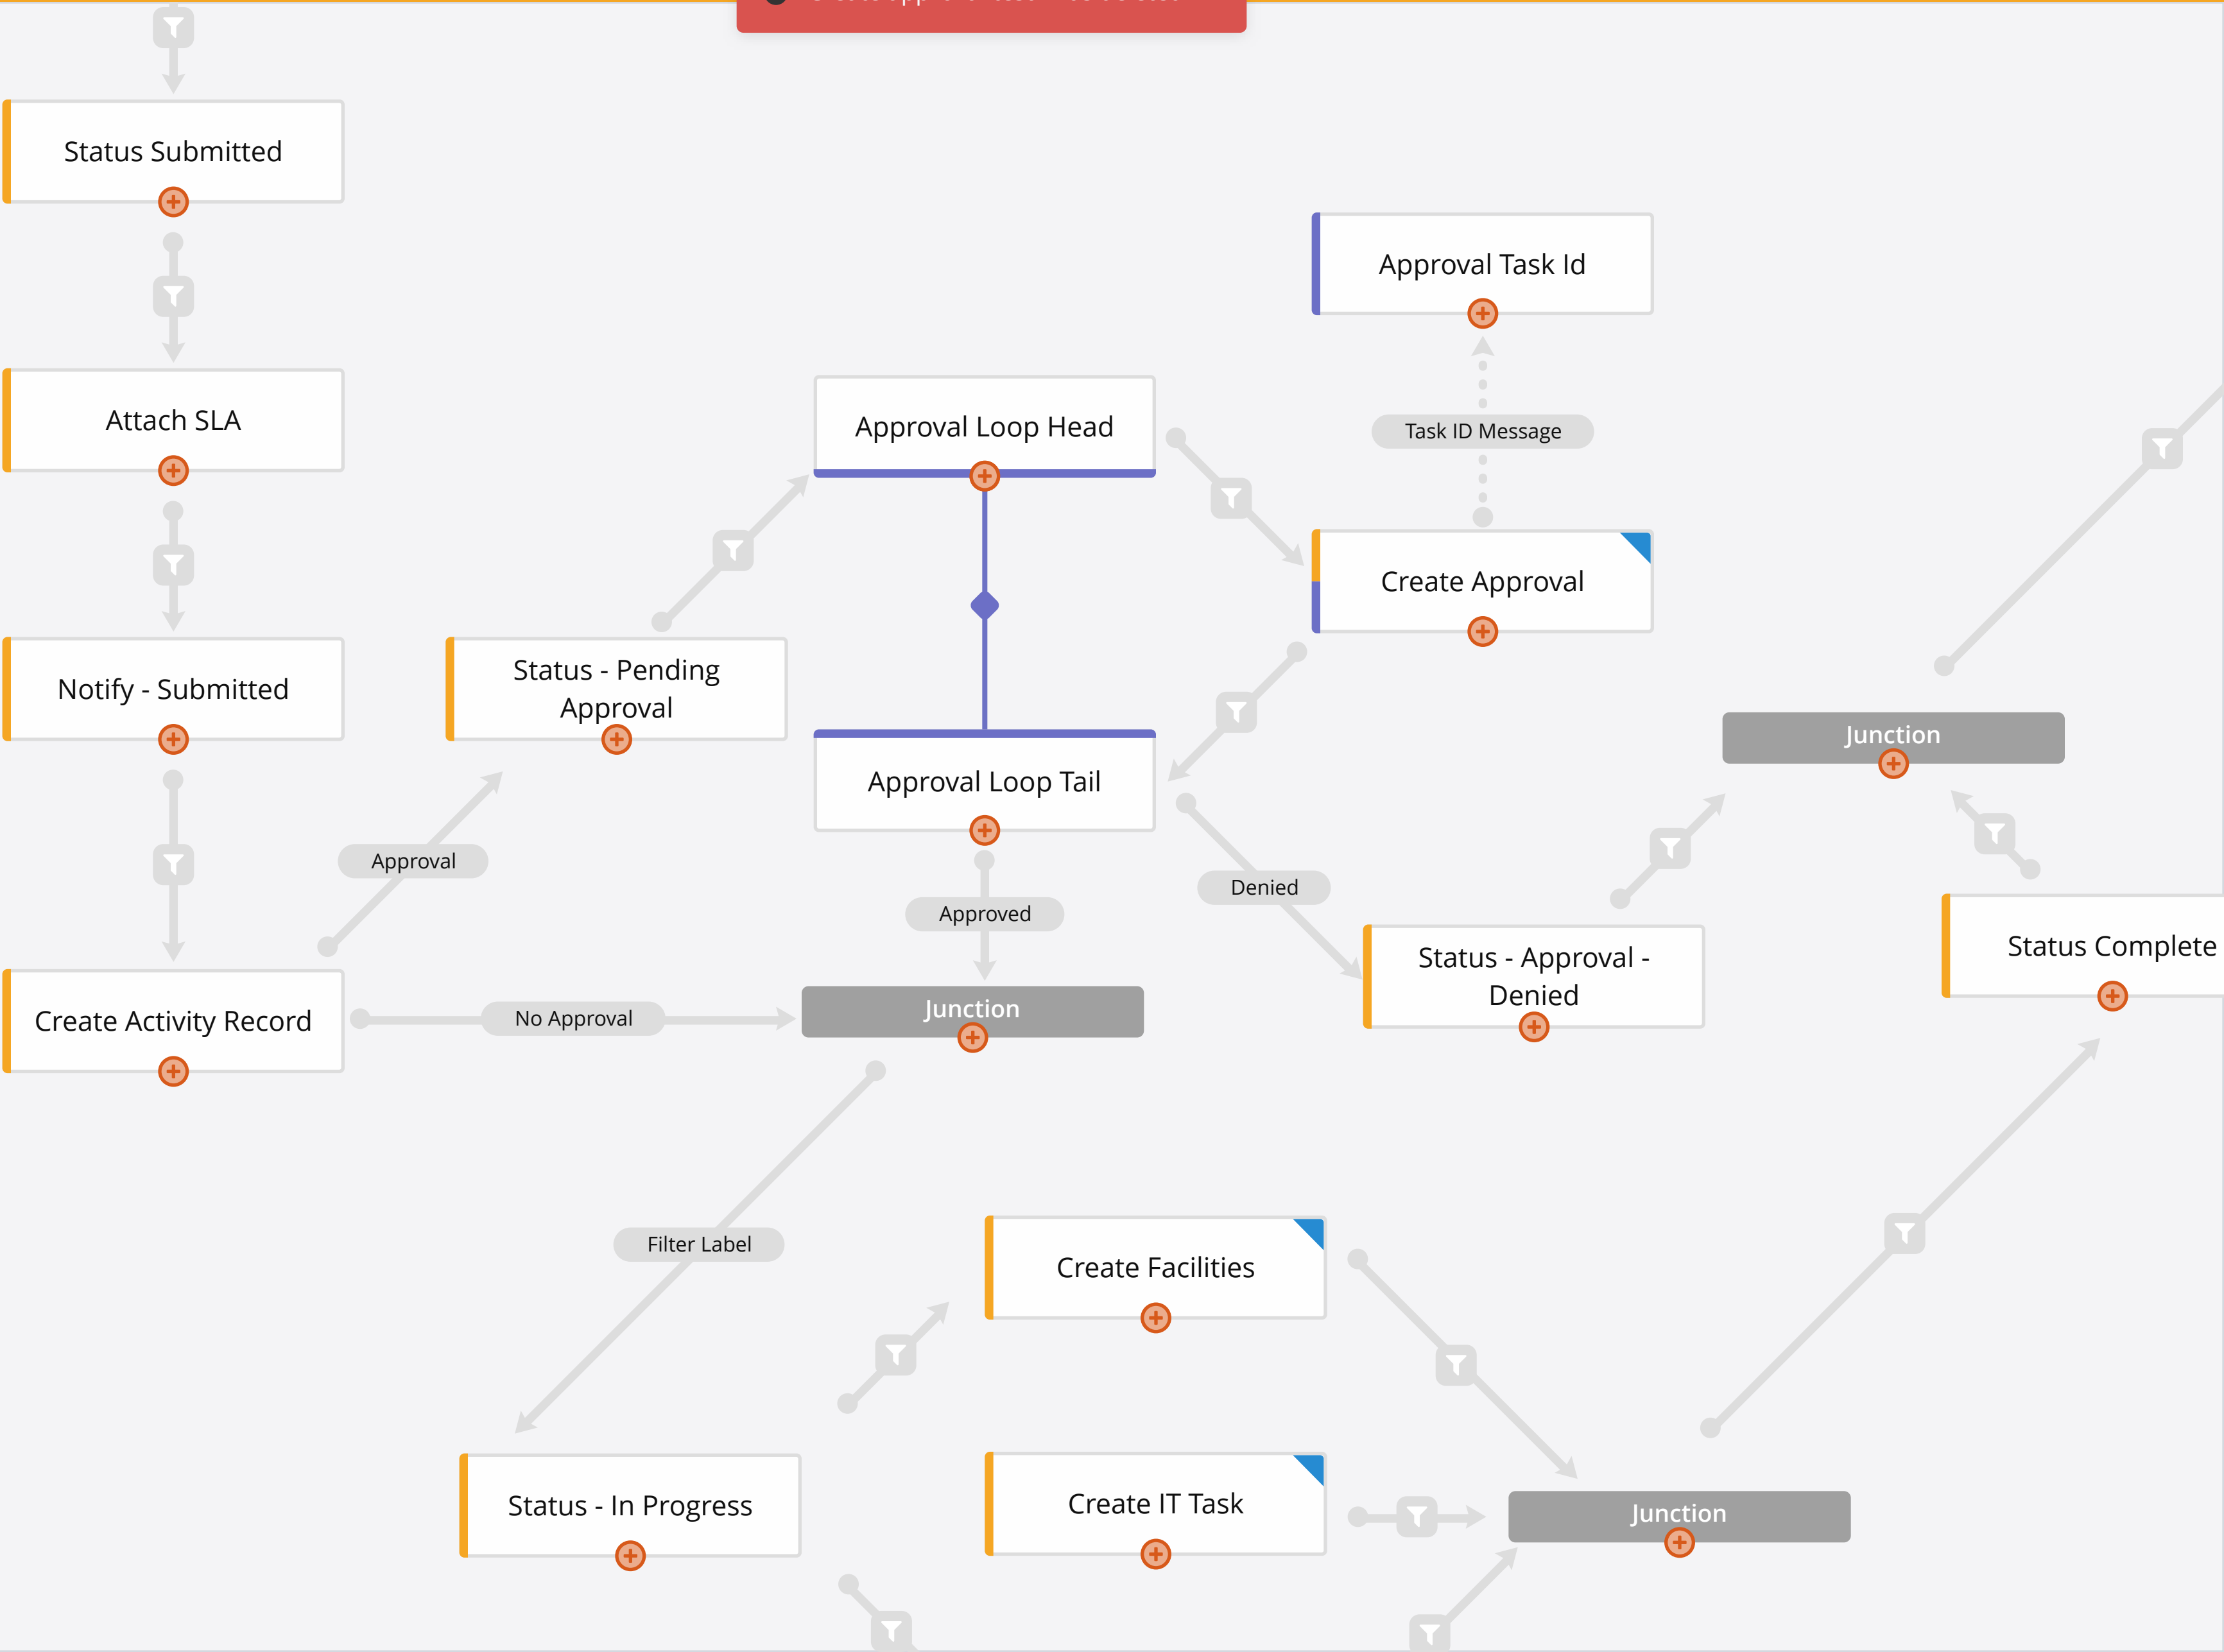 Status Submitted
Approval Task Id
Attach SLA
Approval Loop Head
Task ID Message
Create Approval
Notify - Submitted
Status - Pending
Approval
Junction
Approval Loop Tail
Approval
Denied
Approved
Status - Approval -
Denied
Status Complete
Create Activity Record
No Approval
Junction
Filter Label
Create Facilities
Status - In Progress
Create IT Task
Junction